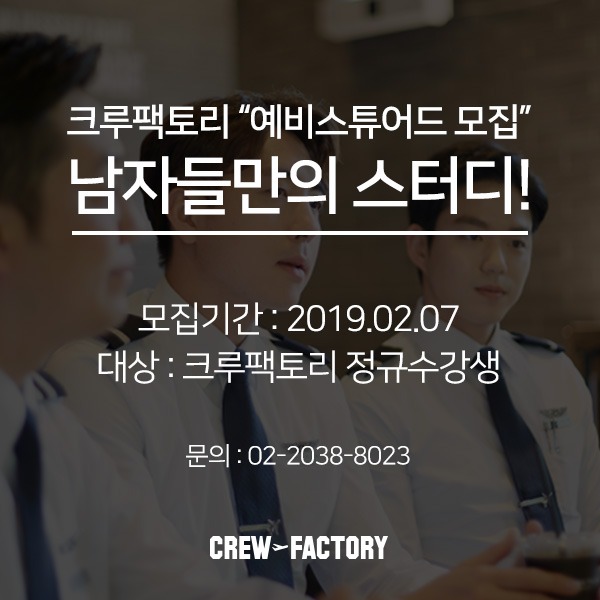 크루팩토리 “예비스튜어드 모집”
남자들만의 스터디!
모집기간 : 2019.02.07
대상 : 크루팩토리 정규수강생
문의 : 02-2038-8023
CREW FACTORY